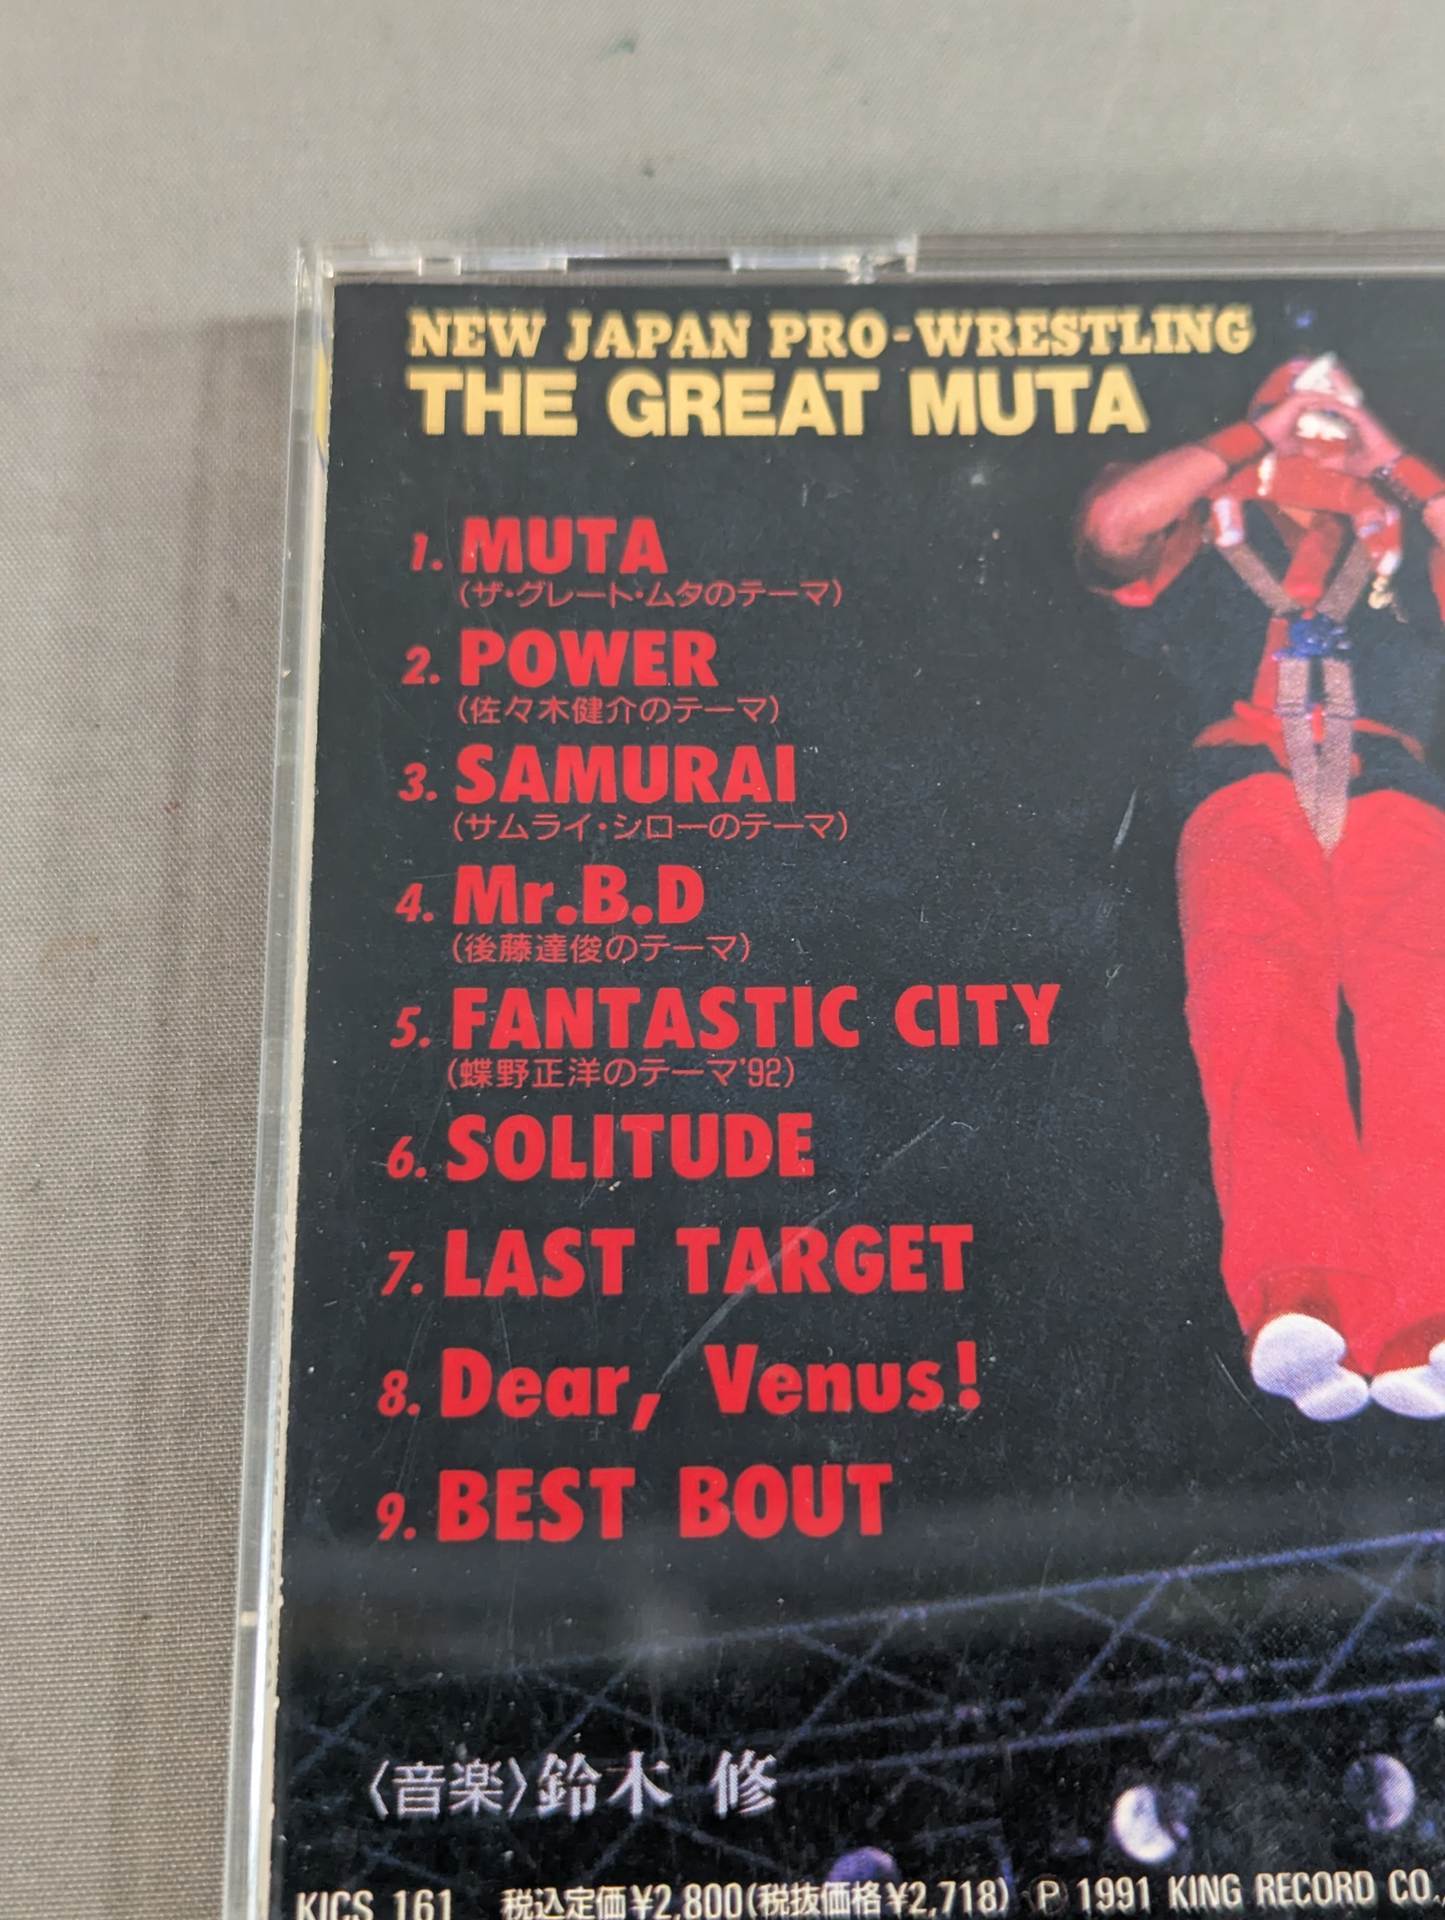 NEW JAPAN PRO-WRESTLING
THE GREAT MUTA
1. MUTA
(ザ・グレート・ムタのテーマ)
2. POWER
(佐々木健介のテーマ)
3. SAMURAI
(サムライ・シローのテーマ)
4. Mr.B.D
(後藤達俊のテーマ)
5. FANTASTIC CITY
(蝶野正洋のテーマ'92)
6. SOLITUDE
7. LAST TARGET
8. Dear, Venus!
9. BEST BOUT
〈音楽〉鈴木 修
KICS 161 税込定価¥2,800(税抜価格¥2,718) Ⓟ 1991 KING RECORD CO.,